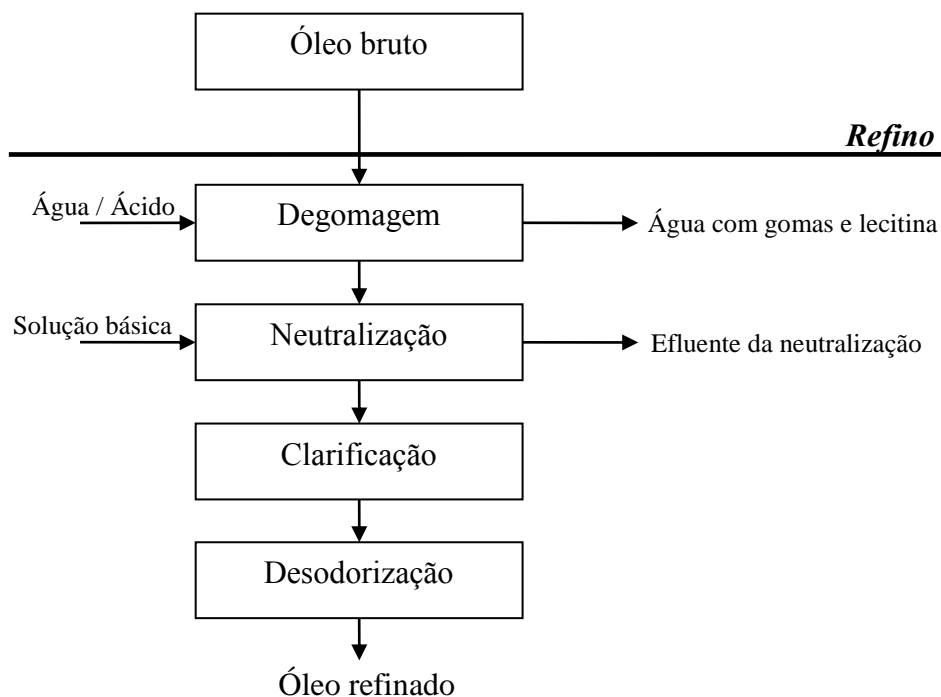 Óleo bruto
Refino
Água / Ácido
Degomagem
Água com gomas e lecitina
Solução básica
Neutralização
Efluente da neutralização
Clarificação
Desodorização
Óleo refinado